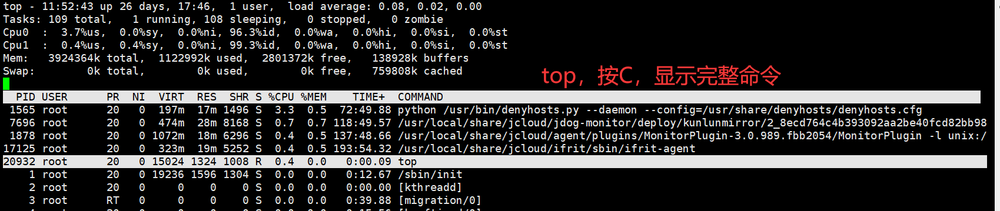 top - 11:52:43 up 26 days, 17:46,  1 user,  load average: 0.08, 0.02, 0.00
Tasks: 109 total,   1 running, 108 sleeping,   0 stopped,   0 zombie
Cpu0  :  3.7%us,  0.0%sy,  0.0%ni, 96.3%id,  0.0%wa,  0.0%hi,  0.0%si,  0.0%st
Cpu1  :  0.4%us,  0.4%sy,  0.0%ni, 99.3%id,  0.0%wa,  0.0%hi,  0.0%si,  0.0%st
Mem:   3924364k total,  1122992k used,  2801372k free,   138928k buffers
Swap:        0k total,        0k used,        0k free,   759808k cached
top，按C，显示完整命令
  PID USER      PR  NI  VIRT  RES  SHR S %CPU %MEM    TIME+  COMMAND
 1565 root      20   0  197m  17m 1496 S  3.3  0.5  72:49.88 python /usr/bin/denyhosts.py --daemon --config=/usr/share/denyhosts/denyhosts.cfg
 7696 root      20   0  474m  28m 8168 S  0.7  0.7 118:49.57 /usr/local/share/jcloud/jdog-monitor/deploy/kunlunmirror/2_8ecd764c4b393092aa2be40fcd82bb98
 1878 root      20   0 1072m  18m 6296 S  0.4  0.5 137:48.66 /usr/local/share/jcloud/agent/plugins/MonitorPlugin-3.0.989.fbb2054/MonitorPlugin -l unix:/
17125 root      20   0  323m  19m 5252 S  0.4  0.5 193:54.32 /usr/local/share/jcloud/ifrit/sbin/ifrit-agent
20932 root      20   0 15024 1324 1008 R  0.4  0.0   0:00.09 top
    1 root      20   0 19236 1596 1304 S  0.0  0.0   0:12.67 /sbin/init
    2 root      20   0     0    0    0 S  0.0  0.0   0:00.00 [kthreadd]
    3 root      RT   0     0    0    0 S  0.0  0.0   0:39.88 [migration/0]